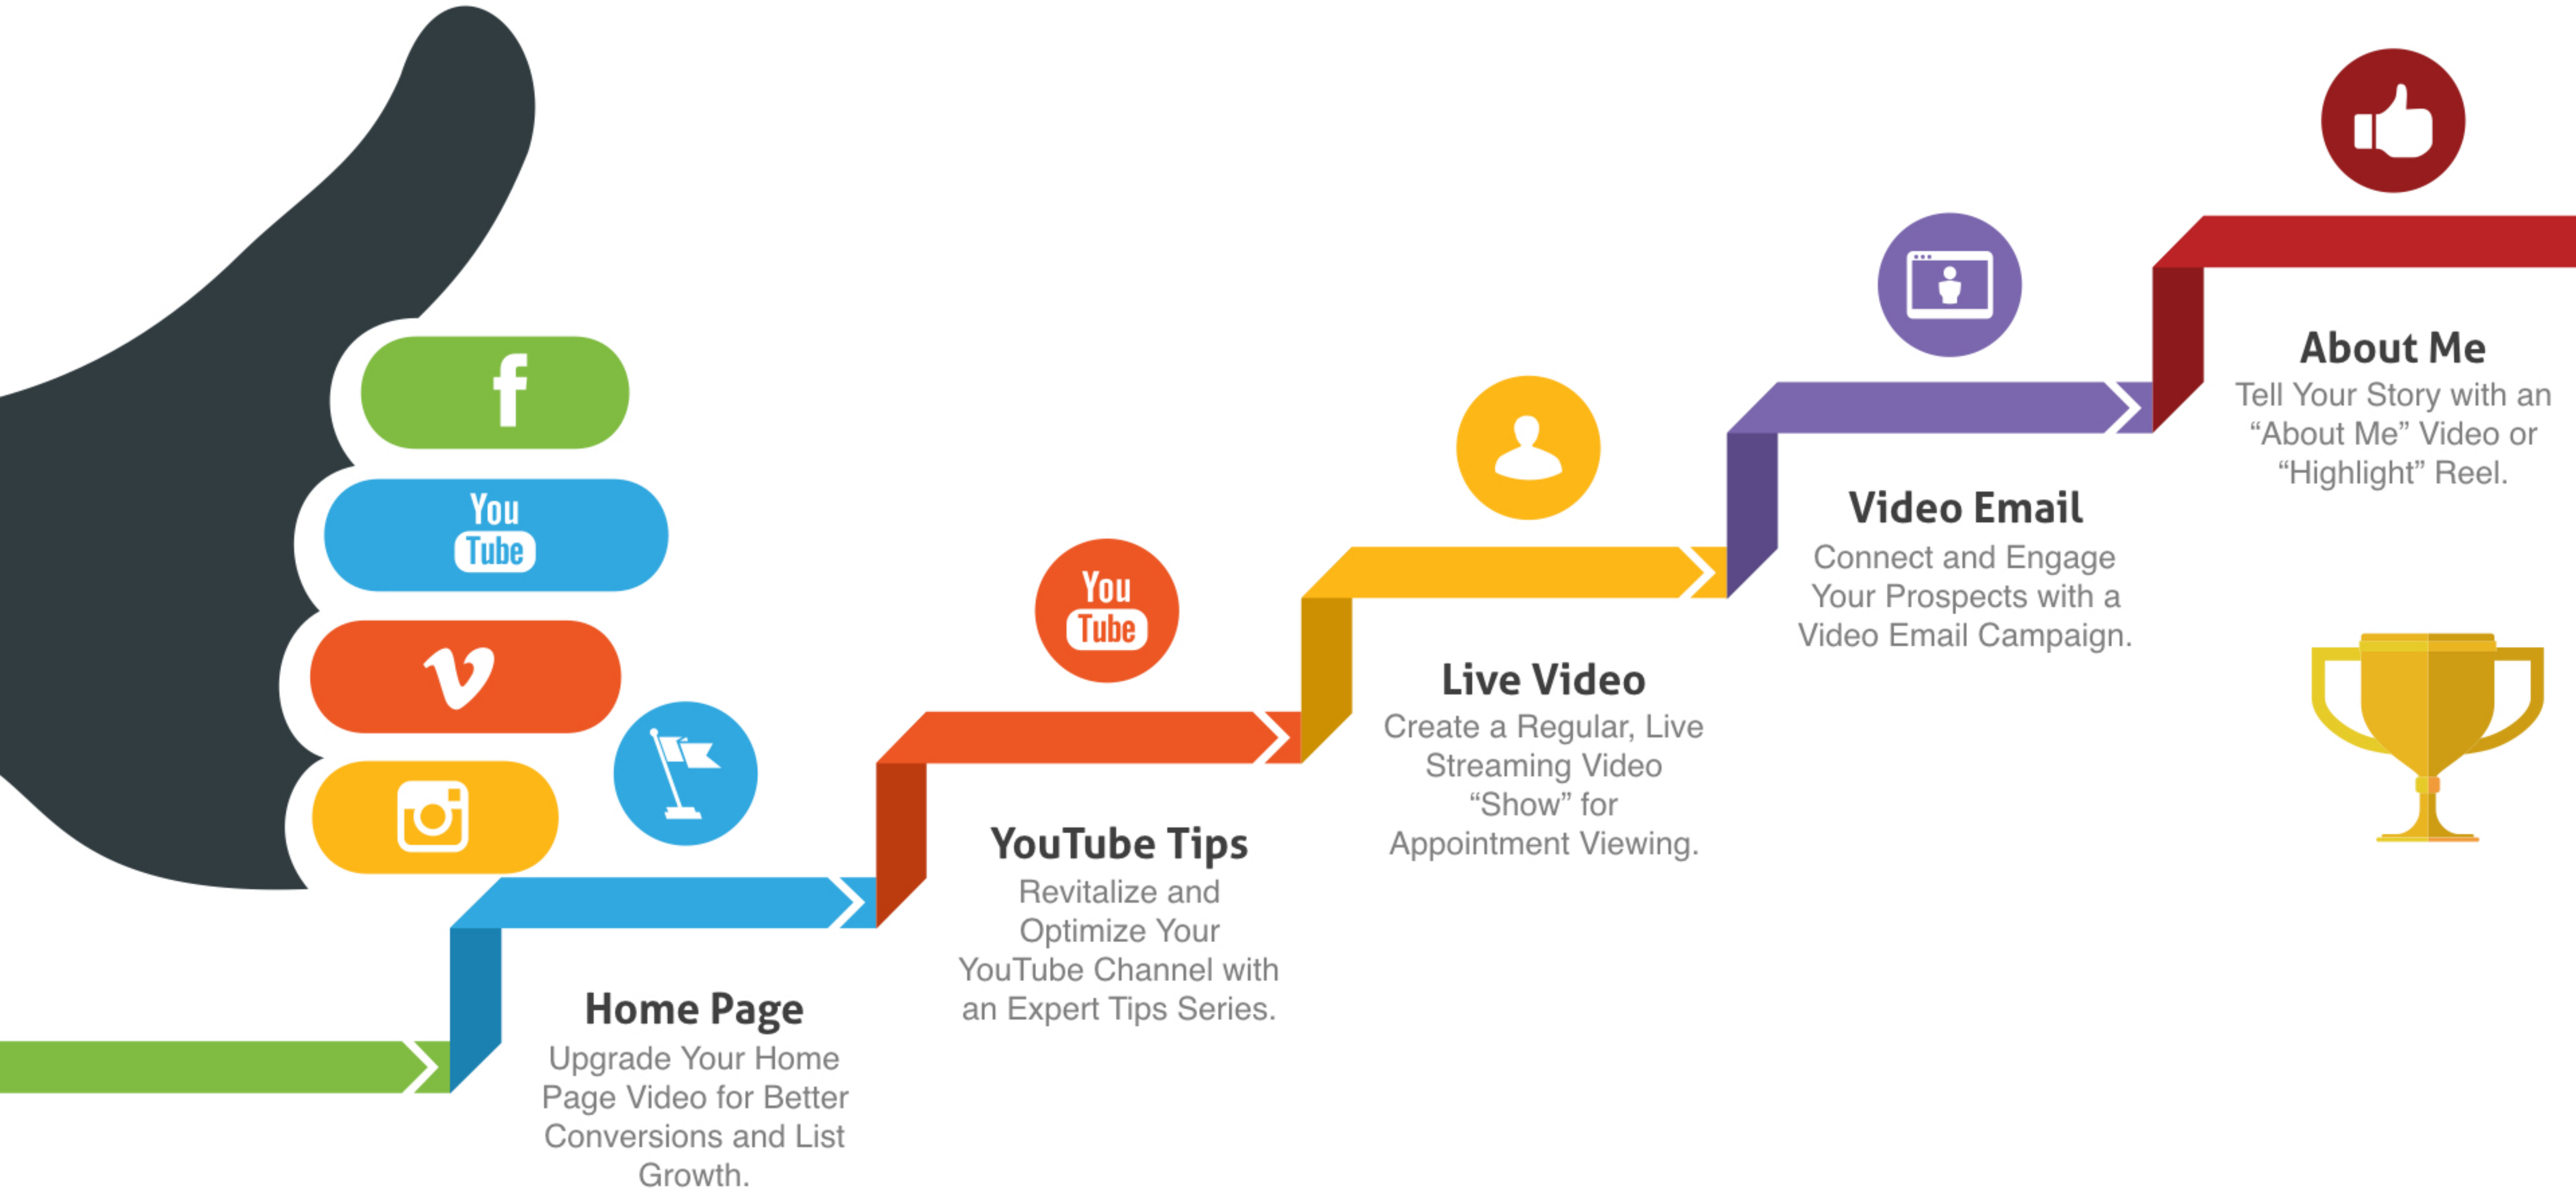 f
You
Tube
You
Tube
Home Page
Upgrade Your Home
Page Video for Better
Conversions and List
Growth.
YouTube Tips
Revitalize and
Optimize Your
YouTube Channel with
an Expert Tips Series.
Live Video
Create a Regular, Live
Streaming Video
“Show” for
Appointment Viewing.
Video Email
Connect and Engage
Your Prospects with a
Video Email Campaign.
About Me
Tell Your Story with an
“About Me” Video or
“Highlight” Reel.